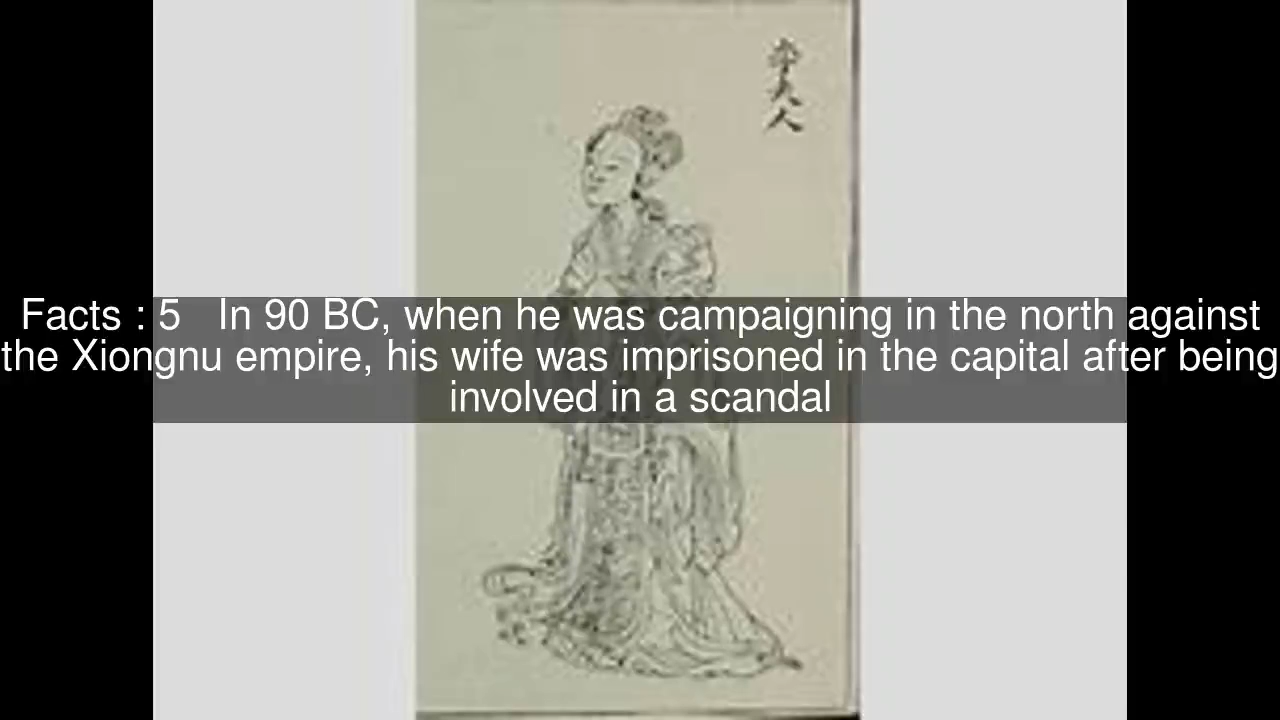 李夫人
Facts : 5 In 90 BC, when he was campaigning in the north against
the Xiongnu empire, his wife was imprisoned in the capital after being
involved in a scandal